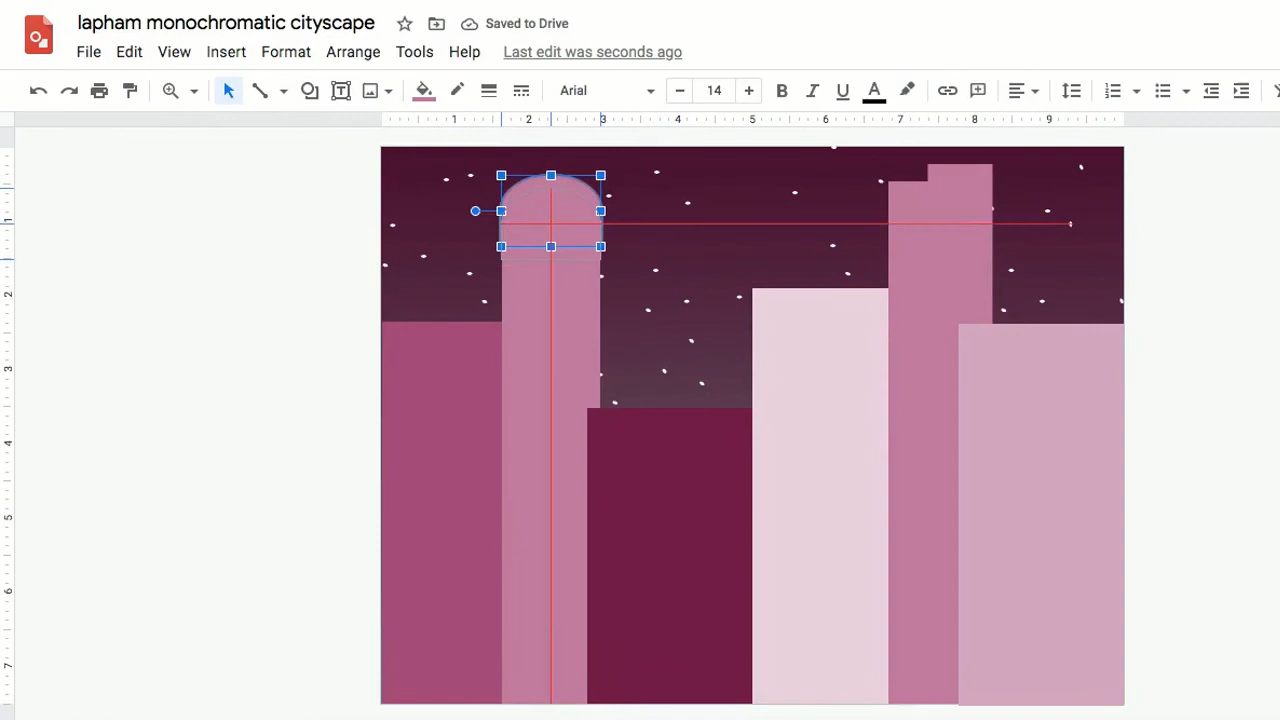 lapham monochromatic cityscape
Saved to Drive
File Edit View Insert Format Arrange Tools Help Last edit was seconds ago
Arial 14
1 2 3 4 5 6 7 8 9
1
2
3
4
5
6
7